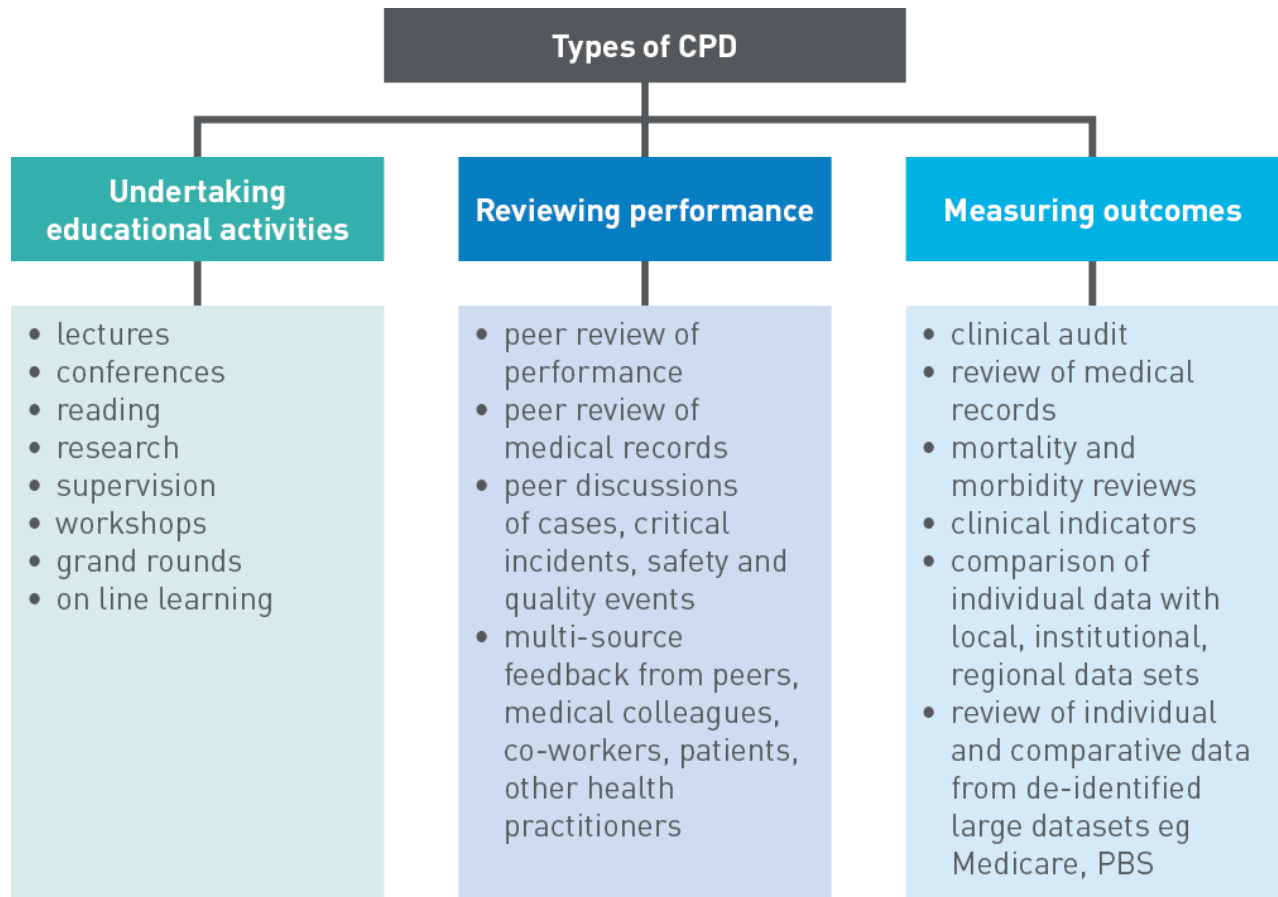 Types of CPD
Undertaking
educational activities
• lectures
• conferences
• reading
• research
• supervision
• workshops
• grand rounds
• on line learning
Reviewing performance
• peer review of
performance
• peer review of
medical records
• peer discussions
of cases, critical
incidents, safety and
quality events
• multi-source
feedback from peers,
medical colleagues,
co-workers, patients,
other health
practitioners
Measuring outcomes
• clinical audit
• review of medical
records
• mortality and
morbidity reviews
• clinical indicators
• comparison of
individual data with
local, institutional,
regional data sets
• review of individual
and comparative data
from de-identified
large datasets eg
Medicare, PBS